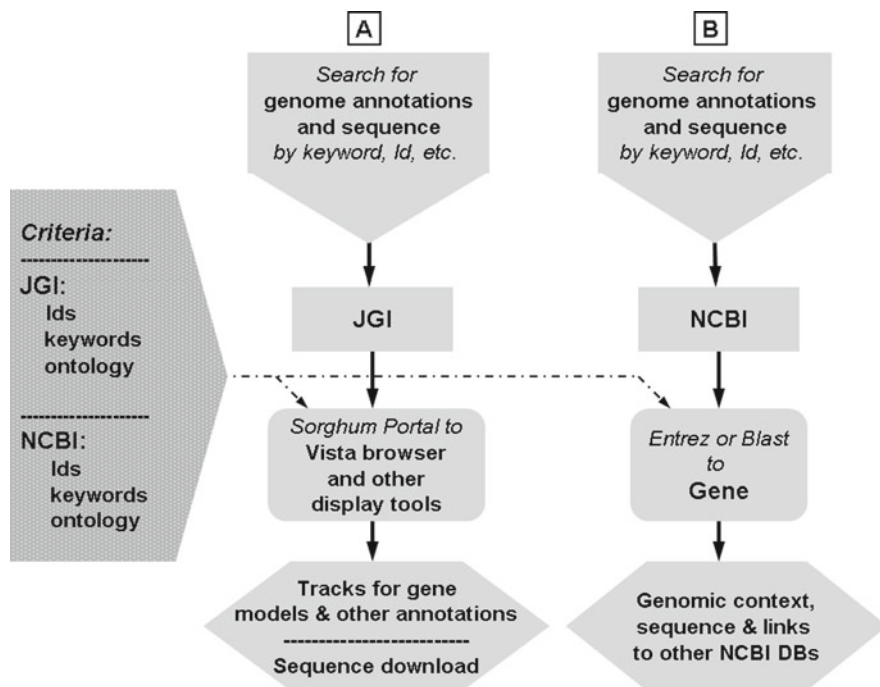 A
Search for
genome annotations
and sequence
by keyword, Id, etc.
JGI
Sorghum Portal to
Vista browser
and other
display tools
Tracks for gene
models & other annotations
--------------------------
Sequence download
B
Search for
genome annotations
and sequence
by keyword, Id, etc.
NCBI
Entrez or Blast
to
Gene
Genomic context,
sequence & links
to other NCBI DBs
Criteria:
---------------------
JGI:
Ids
keywords
ontology
---------------------
NCBI:
Ids
keywords
ontology